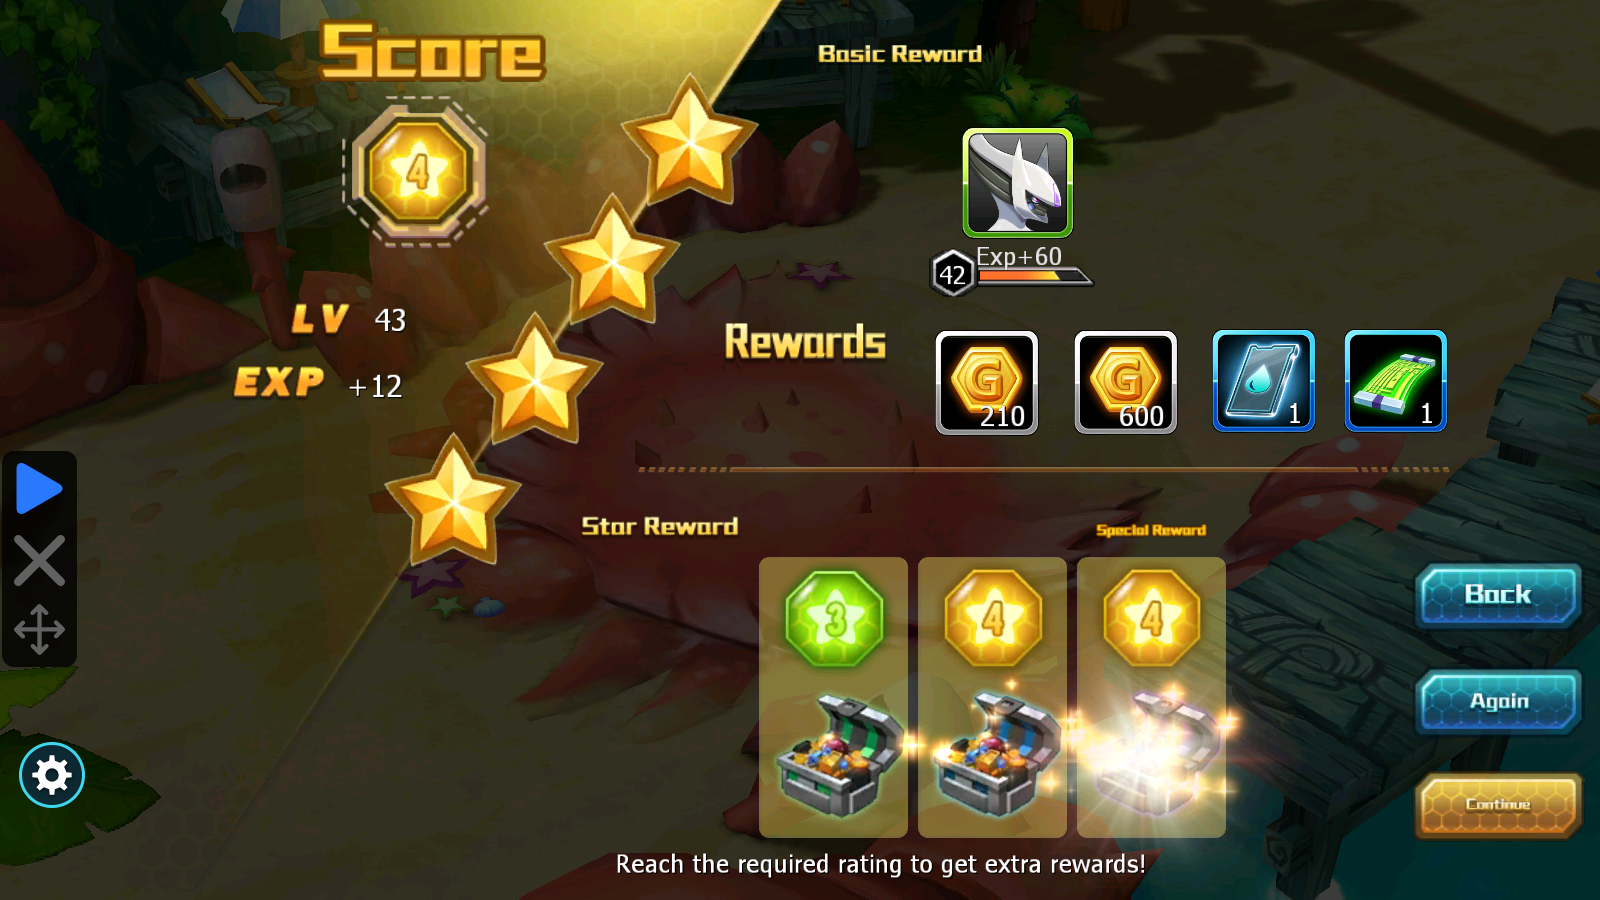 Score
Basic Reward
4
Exp+60
42
LV 43
EXP +12
Rewards
G 210
G 600
1
1
Star Reward
Special Reward
3
4
4
Back
Again
Continue
Reach the required rating to get extra rewards!